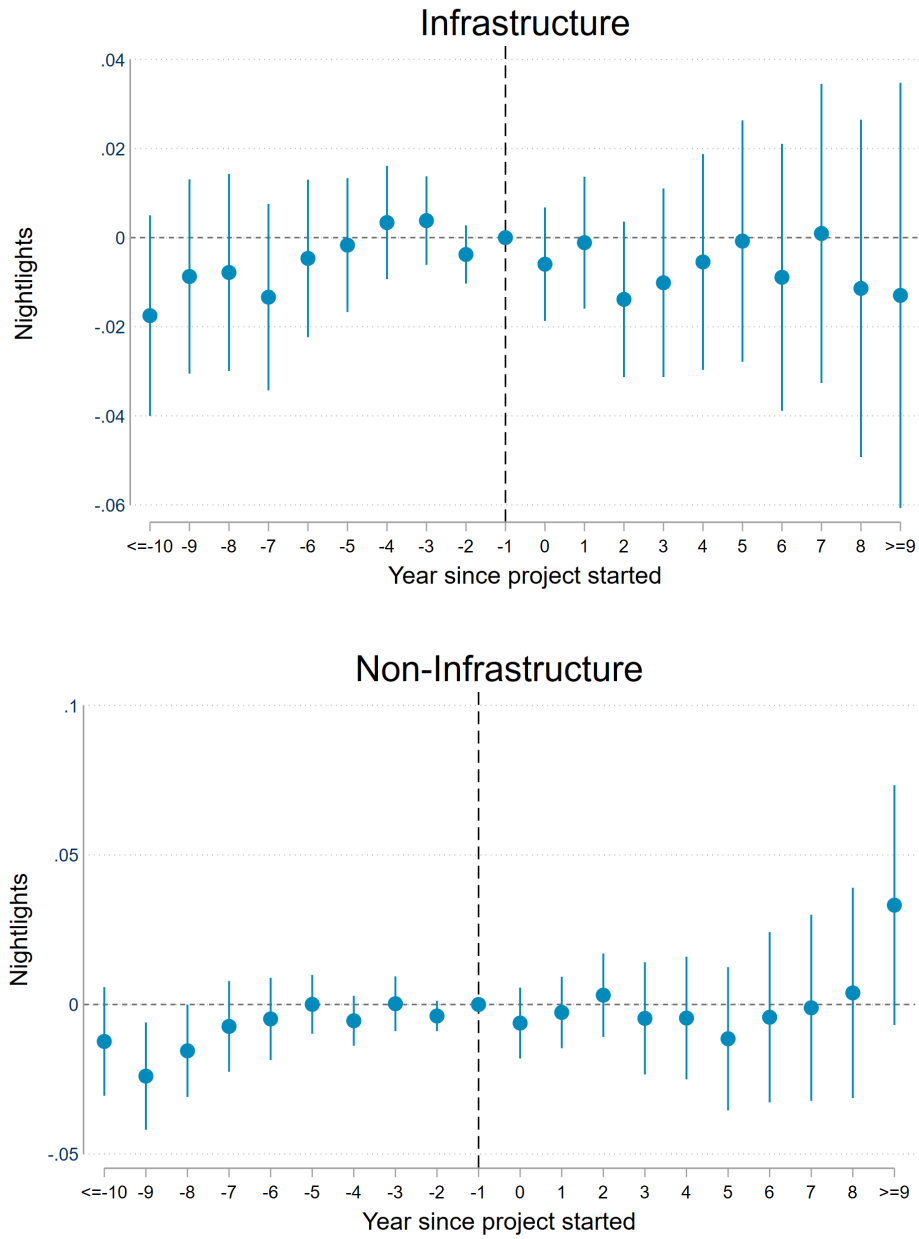 Infrastructure
.04
.02
0
-.02
-.04
-.06
Nightlights
<=-10 -9 -8 -7 -6 -5 -4 -3 -2 -1 0 1 2 3 4 5 6 7 8 >=9
Year since project started
Non-Infrastructure
.1
.05
0
-.05
Nightlights
<=-10 -9 -8 -7 -6 -5 -4 -3 -2 -1 0 1 2 3 4 5 6 7 8 >=9
Year since project started